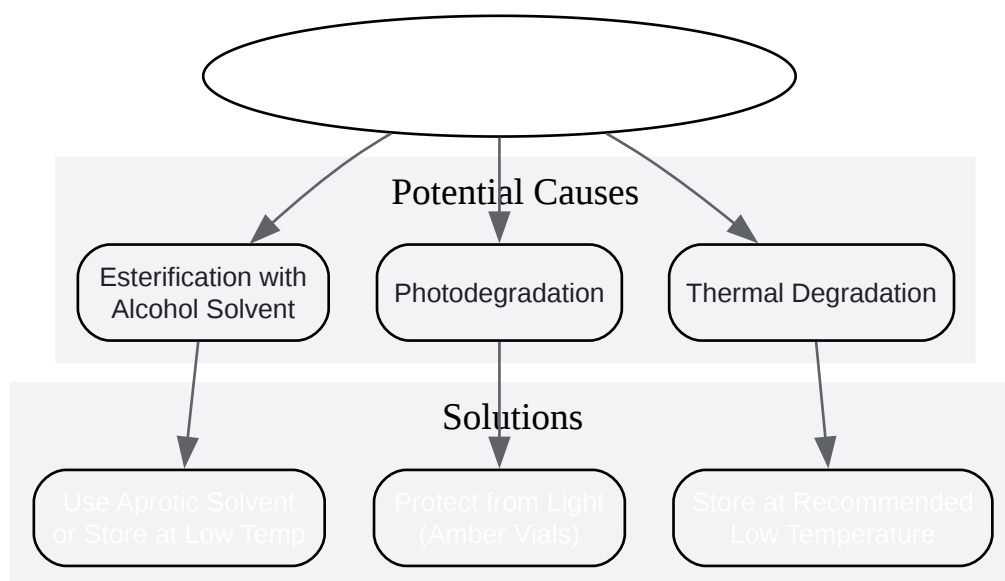 Potential Causes
Esterification with
Alcohol Solvent
Photodegradation
Thermal Degradation
Solutions
Use Aprotic Solvent
or Store at Low Temp
Protect from Light
(Amber Vials)
Store at Recommended
Low Temperature